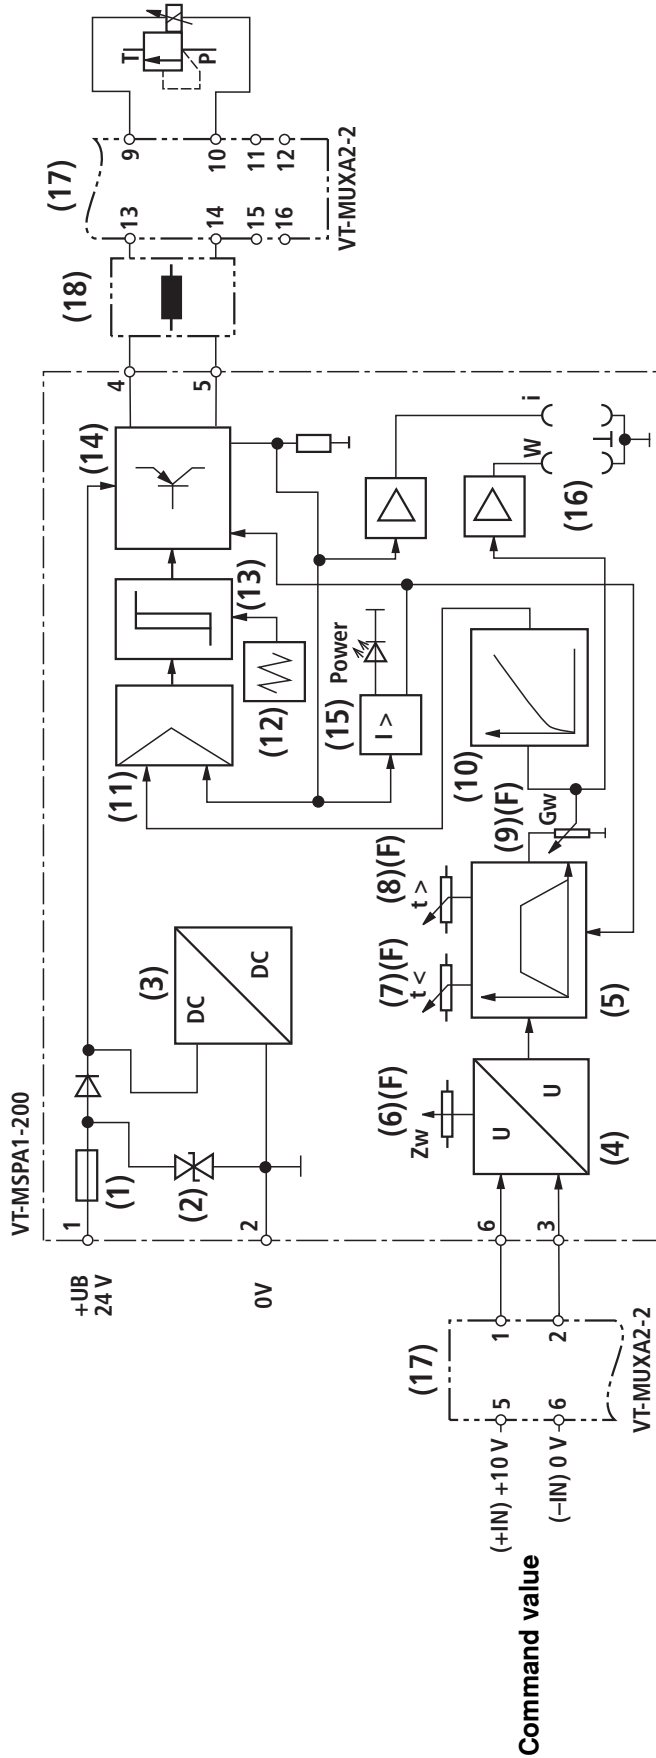 VT-MSPA1-200
+UB
24 V
1
(1)
(2)
2
0V
(3)
DC
DC
Command value
(+IN) +10 V
(–IN) 0 V
5
6
(17)
1
2
VT-MUXA2-2
6
3
U
U
(4)
Zw
(6)(F)
(5)
t <
(7)(F)
t >
(8)(F)
(9)(F)
Gw
(10)
(11)
(12)
(13)
(14)
(15)
I >
Power
W
i
(16)
4
5
(18)
(17)
13
14
15
16
9
10
11
12
VT-MUXA2-2
T
P